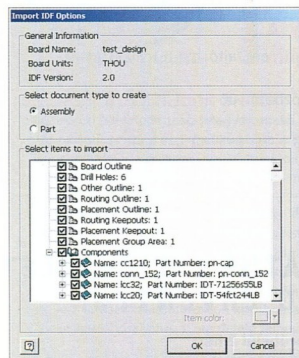 Import IDF Options
General Information
Board Name: test_design
Board Units: THOU
IDF Version: 2.0
Select document type to create
Assembly
Part
Select items to import
Board Outline
Drill Holes: 6
Other Outline: 1
Routing Outline: 1
Placement Outline: 1
Routing Keepouts: 1
Placement Keepout: 1
Placement Group Area: 1
Components
Name: cc1210; Part Number: pn-cap
Name: conn_152; Part Number: pn-conn_152
Name: lcc32; Part Number: IDT-71256s55LB
Name: lcc20; Part Number: IDT-54fct244LB
Item color:
?
OK Cancel